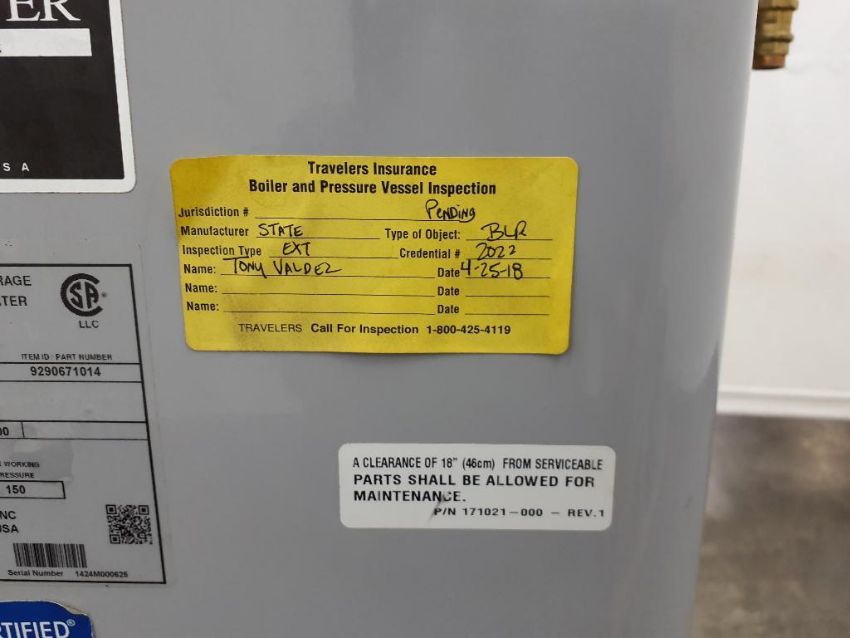 ER
S A
Travelers Insurance
Boiler and Pressure Vessel Inspection
Jurisdiction # Pending
Manufacturer STATE Type of Object: BLR
Inspection Type EXT Credential # 2022
Name: TONY VALDEZ Date 4-25-18
Name: Date
Name: Date
TRAVELERS Call For Inspection 1-800-425-4119
RAGE
ATER
SA
LLC
ITEM ID / PART NUMBER
9290671014
00
WORKING
PRESSURE
150
INC
USA
Serial Number 1424M000625
RTIFIED®
A CLEARANCE OF 18" (46cm) FROM SERVICEABLE
PARTS SHALL BE ALLOWED FOR
MAINTENANCE.
P/N 171021-000 - REV.1